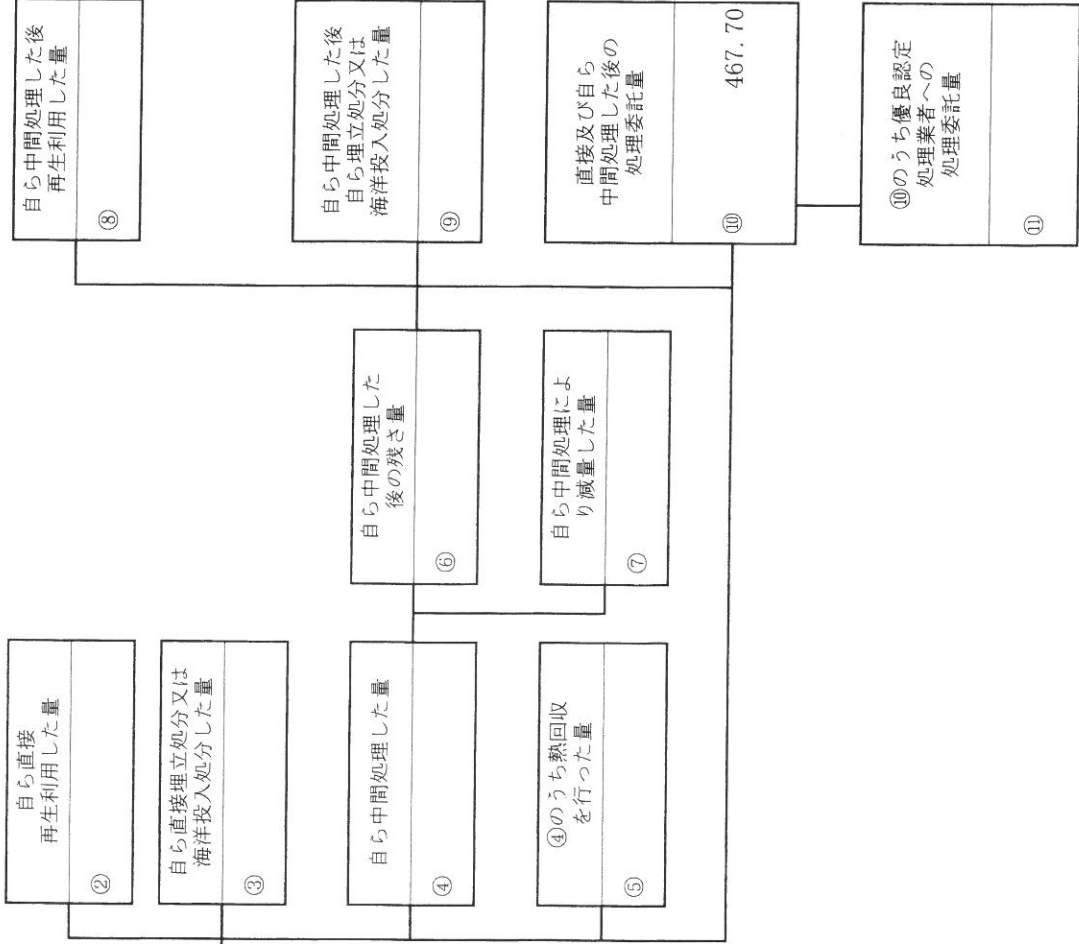 自ら直接
再生利用した量
②
自ら直接埋立処分又は
海洋投入処分した量
③
自ら中間処理した量
④
④のうち熱回収
を行った量
⑤
自ら中間処理した
後の残さ量
⑥
自ら中間処理によ
り減量した量
⑦
自ら中間処理した後
再生利用した量
⑧
自ら中間処理した後
自ら埋立処分又は
海洋投入処分した量
⑨
直接及び自ら
中間処理した後の
処理委託量
⑩ 467.70
⑩のうち優良認定
処理業者への
処理委託量
⑪